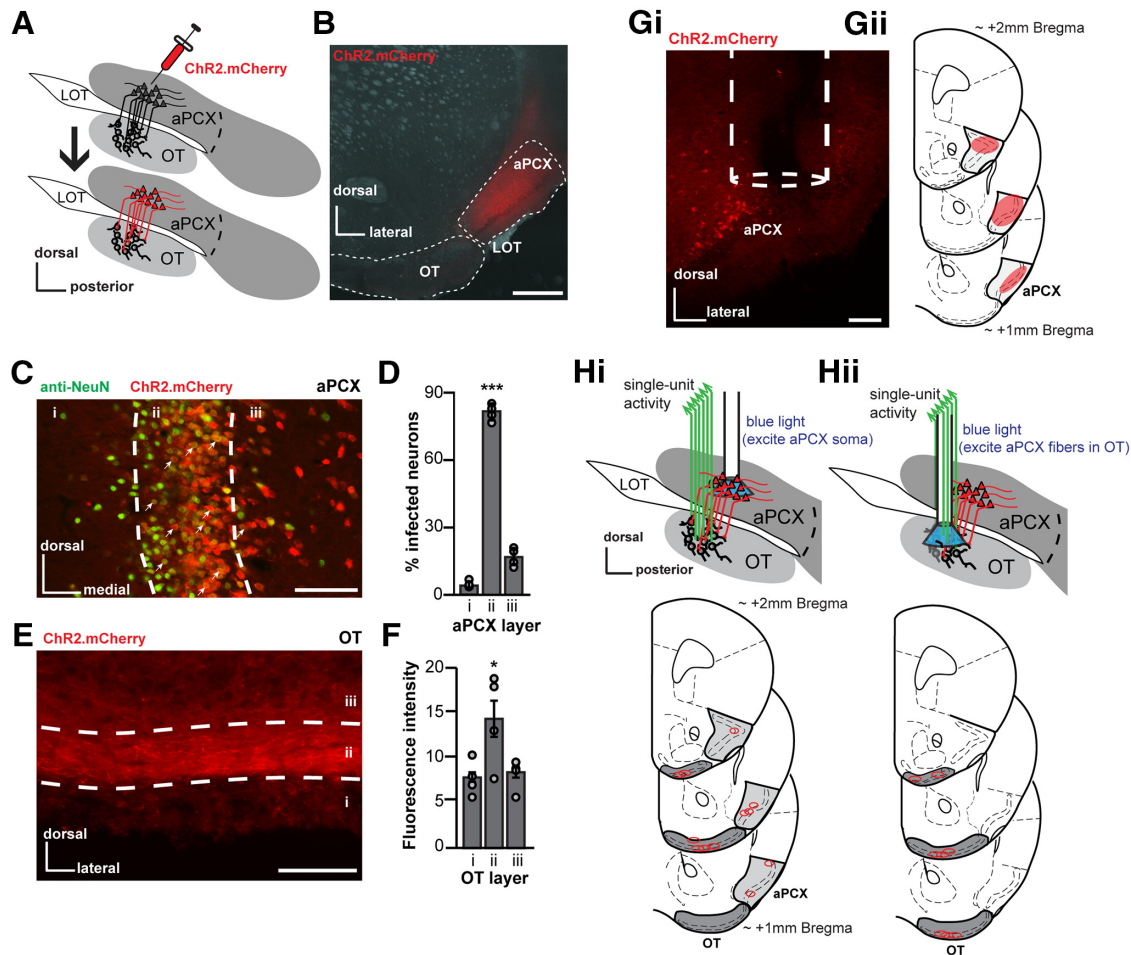 A
ChR2.mCherry
LOT
aPCX
OT
LOT
aPCX
OT
dorsal
posterior
B
ChR2.mCherry
aPCX
dorsal
lateral
LOT
OT
Gi
ChR2.mCherry
aPCX
dorsal
lateral
Gii
~ +2mm Bregma
aPCX
~ +1mm Bregma
C
anti-NeuN ChR2.mCherry aPCX
i ii iii
dorsal
medial
D
% infected neurons
90
60
30
0
***
i ii iii
aPCX layer
E
ChR2.mCherry OT
iii
ii
i
dorsal
lateral
F
Fluorescence intensity
20
15
10
5
0
*
i ii iii
OT layer
Hi
single-unit
activity
blue light
(excite aPCX soma)
LOT
aPCX
OT
dorsal
posterior
~ +2mm Bregma
aPCX
~ +1mm Bregma
OT
Hii
single-unit
activity
blue light
(excite aPCX fibers in OT)
aPCX
OT
OT